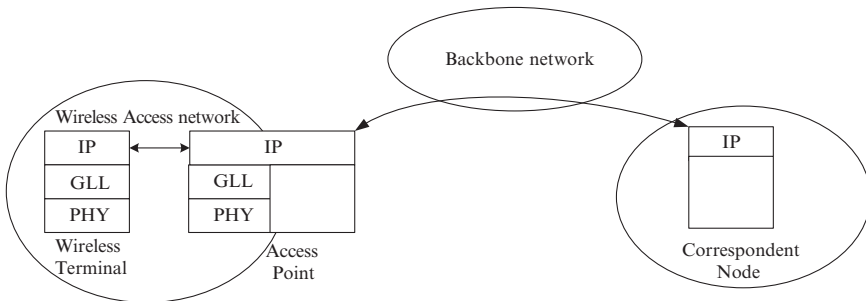 Backbone network
Wireless Access network
IP
IP
IP
GLL
GLL
PHY
PHY
Wireless
Terminal
Access
Point
Correspondent
Node